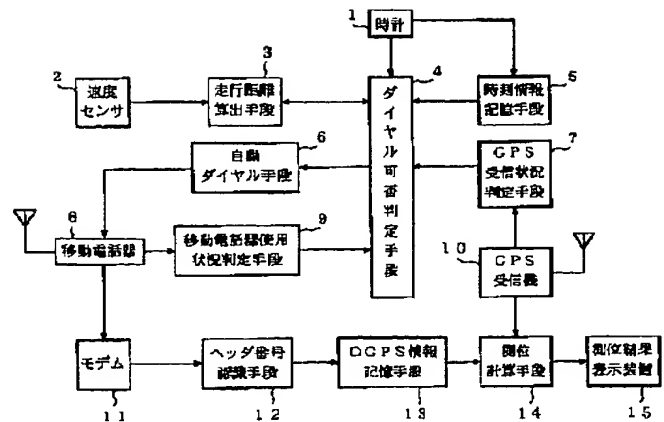 1
時計
2
速度
センサ
3
走行距離
算出手段
4
ダイヤル可否判定手段
5
時刻情報
記憶手段
6
自動
ダイヤル手段
7
GPS
受信状況
判定手段
8
移動電話器
9
移動電話器使用
状況判定手段
10
GPS
受信機
モデム
11
ヘッダ番号
認識手段
12
DGPS情報
記憶手段
13
測位
計算手段
14
測位結果
表示装置
15